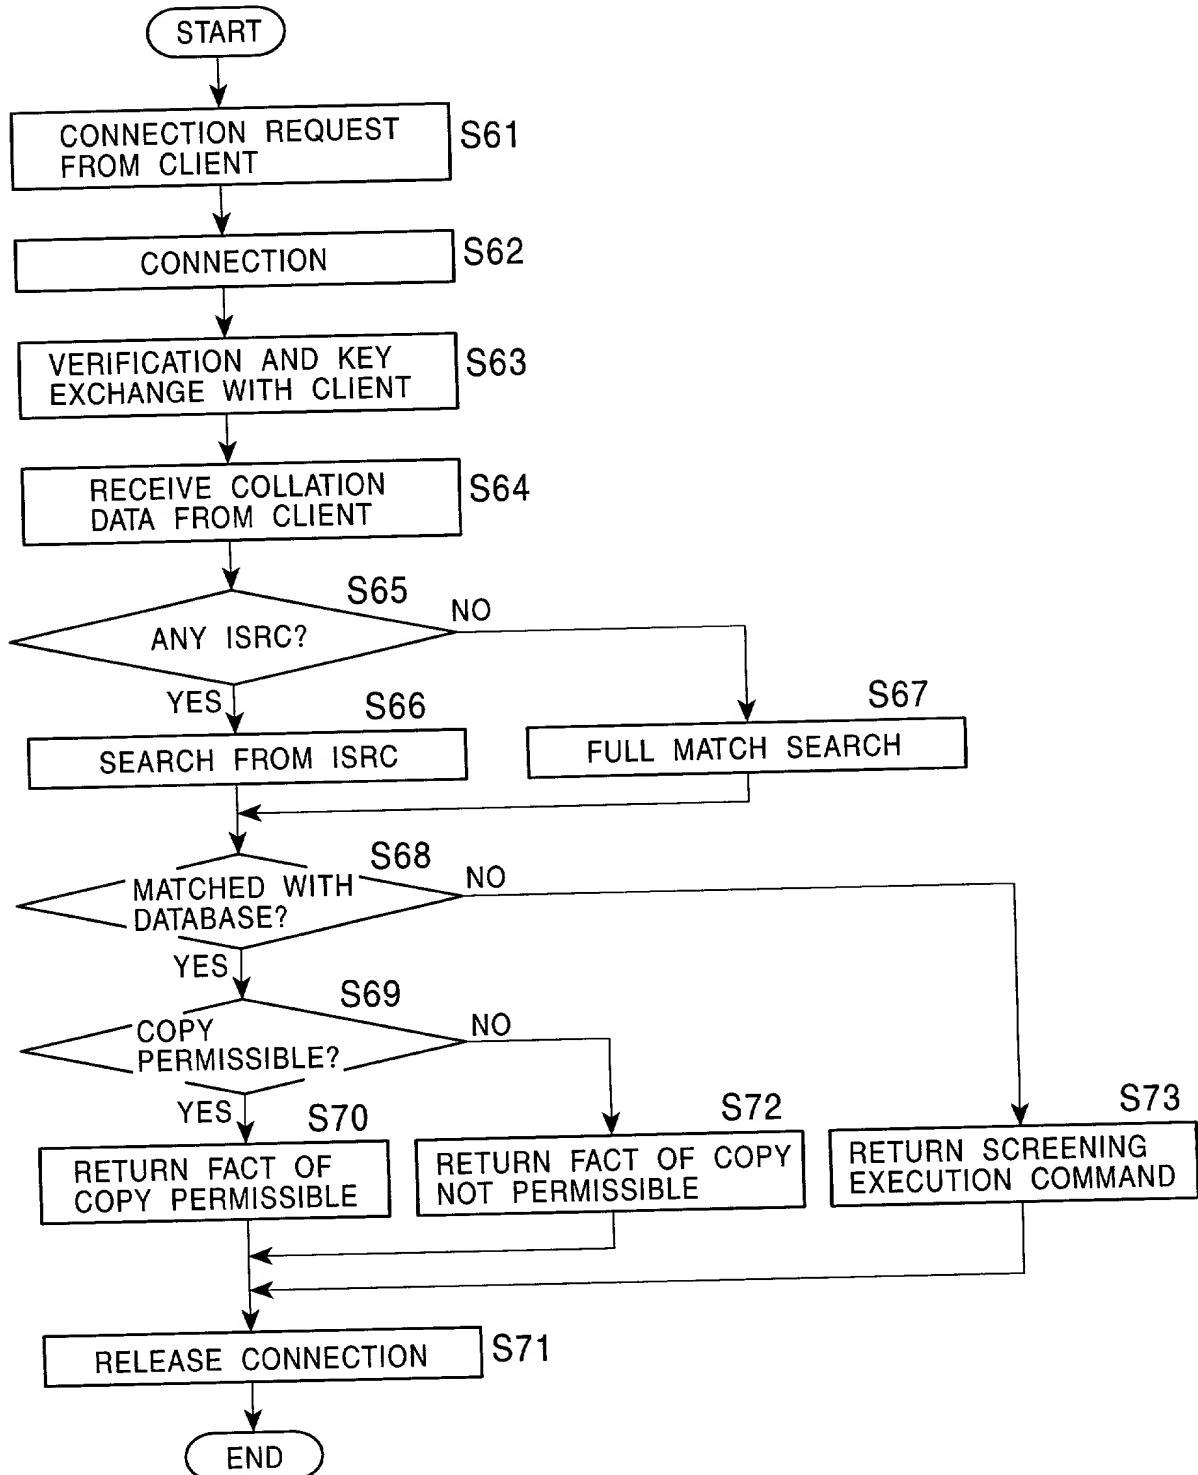 START
CONNECTION REQUEST
FROM CLIENT
S61
CONNECTION
S62
VERIFICATION AND KEY
EXCHANGE WITH CLIENT
S63
RECEIVE COLLATION
DATA FROM CLIENT
S64
S65
ANY ISRC?
NO
YES
S66
SEARCH FROM ISRC
S67
FULL MATCH SEARCH
S68
MATCHED WITH
DATABASE?
NO
YES
S69
COPY
PERMISSIBLE?
NO
YES
S70
RETURN FACT OF
COPY PERMISSIBLE
S72
RETURN FACT OF COPY
NOT PERMISSIBLE
S73
RETURN SCREENING
EXECUTION COMMAND
RELEASE CONNECTION
S71
END